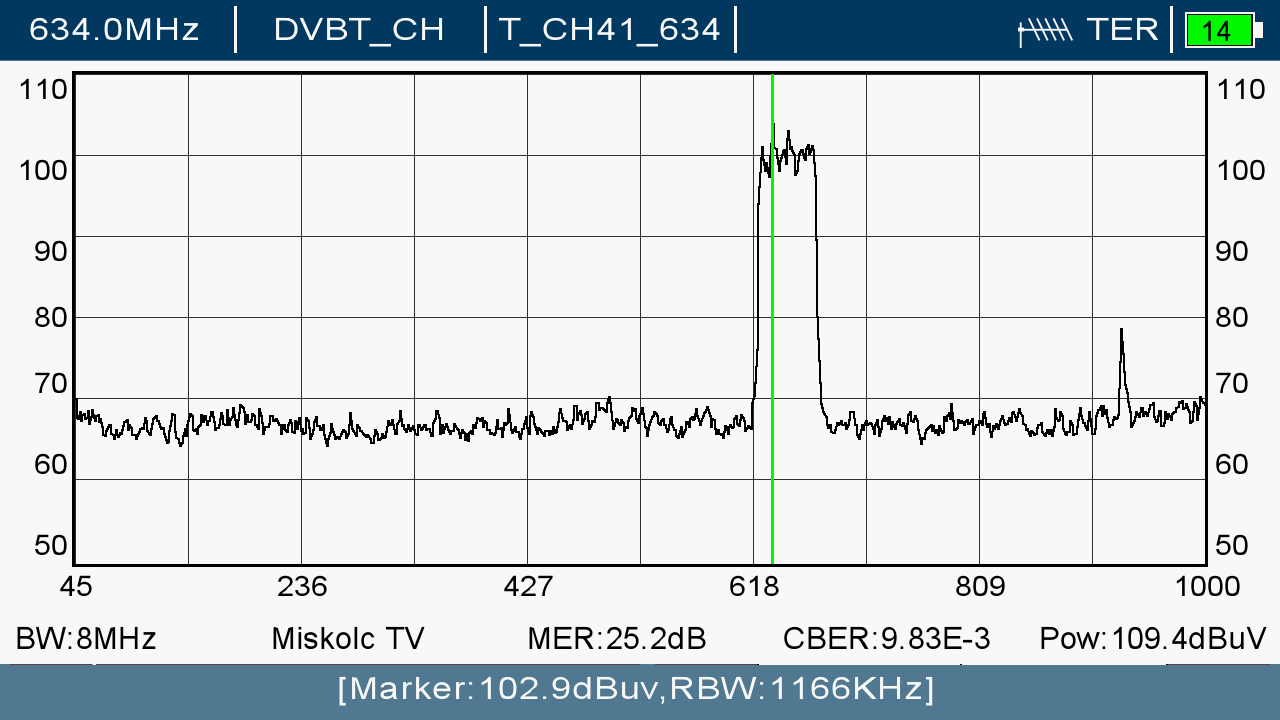 634.0MHz DVBT_CH T_CH41_634 TER 14
110 110
100 100
90 90
80 80
70 70
60 60
50 50
45 236 427 618 809 1000
BW:8MHz Miskolc TV MER:25.2dB CBER:9.83E-3 Pow:109.4dBuV
[Marker:102.9dBuv,RBW:1166KHz]